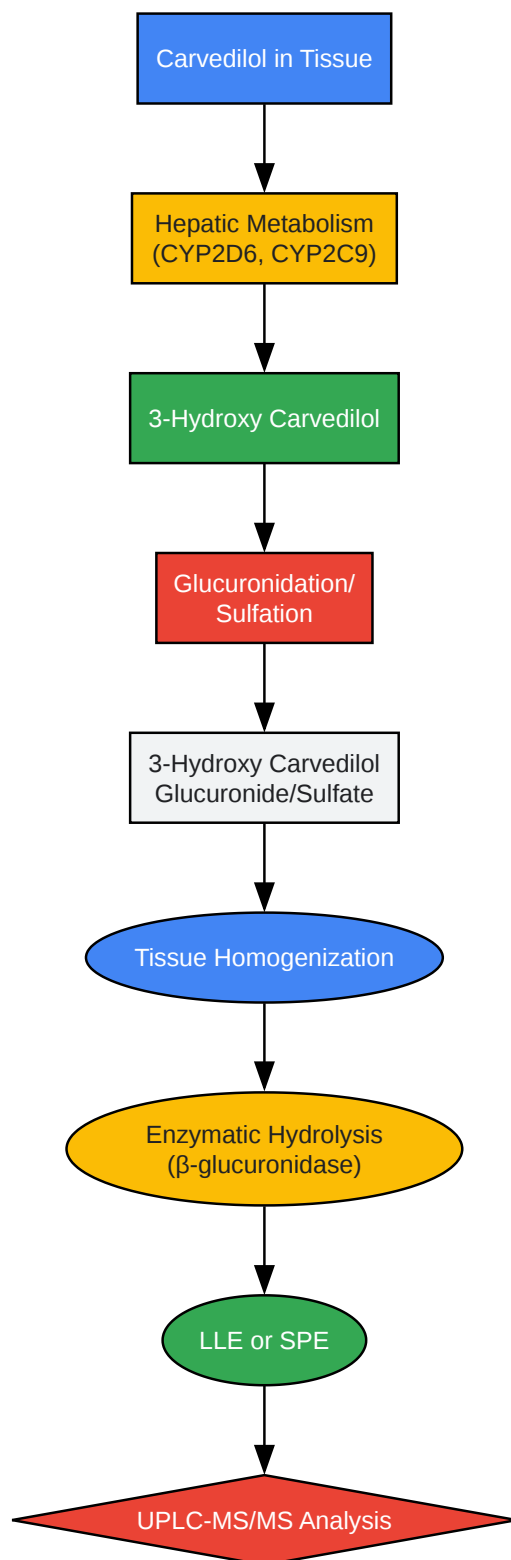 Carvedilol in Tissue
Hepatic Metabolism
(CYP2D6, CYP2C9)
3-Hydroxy Carvedilol
Glucuronidation/
Sulfation
3-Hydroxy Carvedilol
Glucuronide/Sulfate
Tissue Homogenization
Enzymatic Hydrolysis
(β-glucuronidase)
LLE or SPE
UPLC-MS/MS Analysis